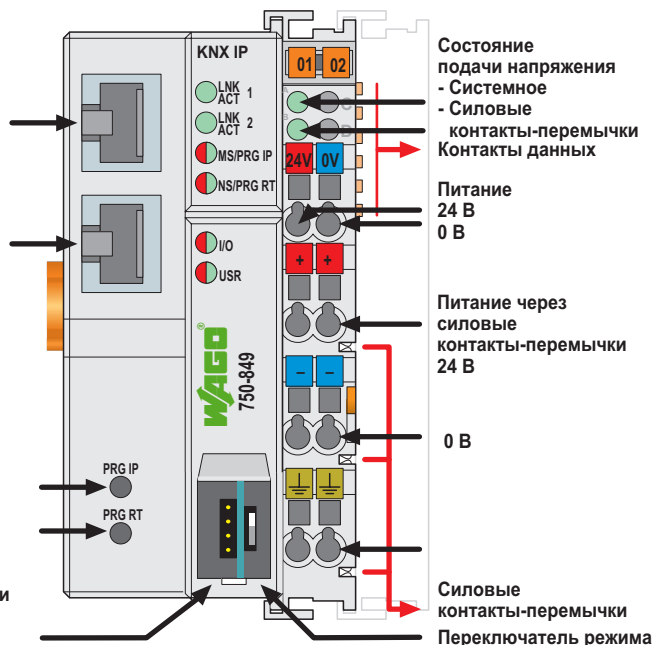 KNX IP
LNK
ACT 1
LNK
ACT 2
MS/PRG IP
NS/PRG RT
I/O
USR
WAGO
®
750-849
PRG IP
PRG RT
01 02
A
C
B
D
24V 0V
+ +
– –
Состояние
подачи напряжения
- Системное
- Силовые
контакты-перемычки
Контакты данных
Питание
24 В
0 В
Питание через
силовые
контакты-перемычки
24 В
0 В
Силовые
контакты-перемычки
Переключатель режима
и